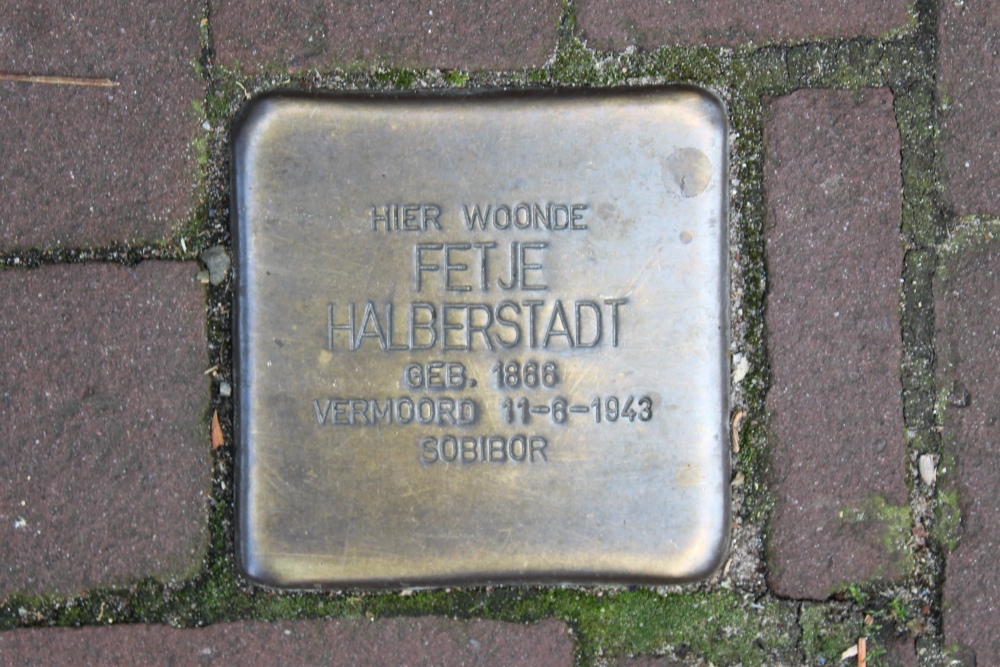 HIER WOONDE
FETJE
HALBERSTADT
GEB. 1866
VERMOORD 11-6-1943
SOBIBOR